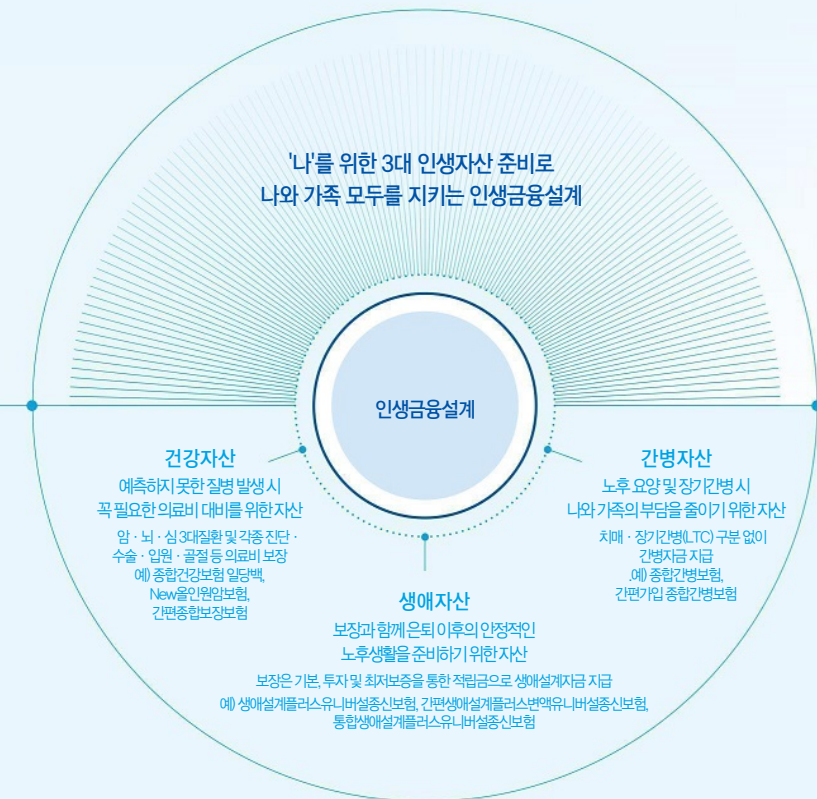 '나'를 위한 3대 인생자산 준비로
나와 가족 모두를 지키는 인생금융설계
인생금융설계
건강자산
예측하지 못한 질병 발생 시
꼭 필요한 의료비 대비를 위한 자산
암 · 뇌 · 심 3대질환 및 각종 진단 ·
수술 · 입원 · 골절 등 의료비 보장
예) 종합건강보험 일당백,
New올인원암보험,
간편종합보장보험
간병자산
노후 요양 및 장기간병 시
나와 가족의 부담을 줄이기 위한 자산
치매 · 장기간병(LTC) 구분 없이
간병자금 지급
.예) 종합간병보험,
간편가입 종합간병보험
생애자산
보장과 함께 은퇴 이후의 안정적인
노후생활을 준비하기 위한 자산
보장은 기본, 투자 및 최저보증을 통한 적립금으로 생애설계자금 지급
예) 생애설계플러스유니버설종신보험, 간편생애설계플러스변액유니버설종신보험,
통합생애설계플러스유니버설종신보험